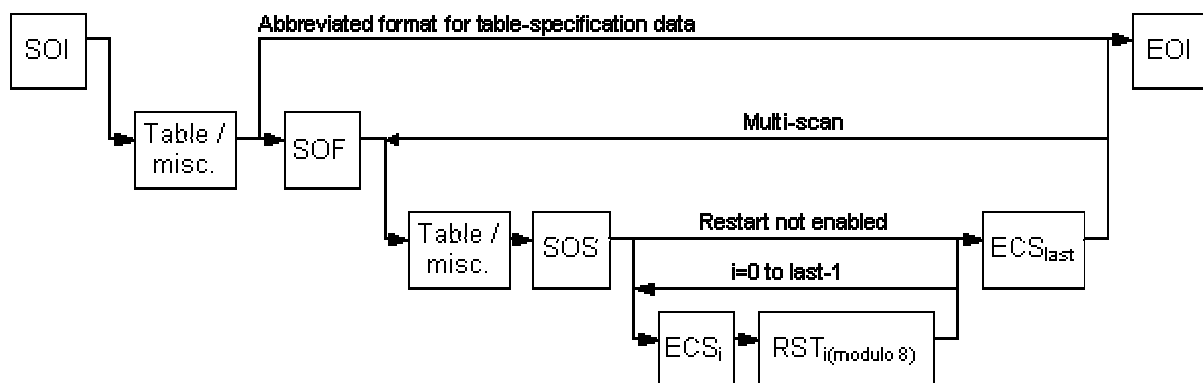 Abbreviated format for table-specification data
SOI
EOI
Table /
misc.
SOF
Multi-scan
Table /
misc.
SOS
Restart not enabled
ECSlast
i=0 to last-1
ECSi
RSTi(modulo 8)